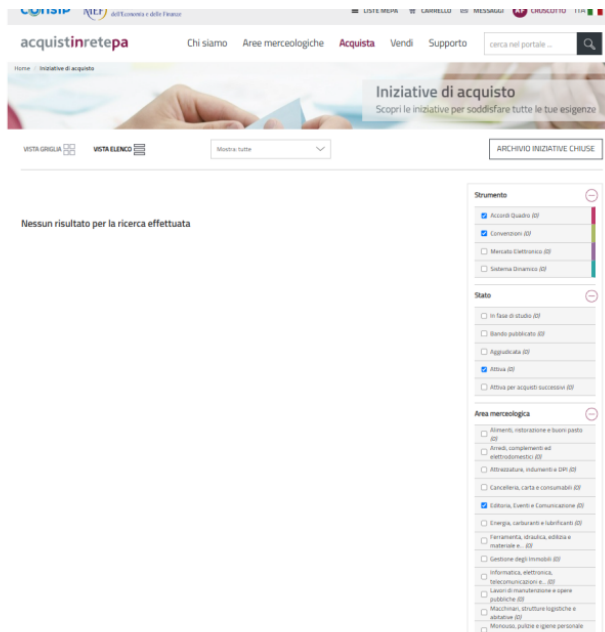 consip MEF dell'Economia e delle Finanze LISTE MEPA CARRELLO MESSAGGI CRUSCOTTO ITA
acquistinretepa Chi siamo Aree merceologiche Acquista Vendi Supporto cerca nel portale ...
Home / Iniziative di acquisto
Iniziative di acquisto
Scopri le iniziative per soddisfare tutte le tue esigenze
VISTA GRIGLIA VISTA ELENCO Mostra: tutte ARCHIVIO INIZIATIVE CHIUSE
Nessun risultato per la ricerca effettuata
Strumento
Accordi Quadro (0)
Convenzioni (0)
Mercato Elettronico (0)
Sistema Dinamico (0)
Stato
In fase di studio (0)
Bando pubblicato (0)
Aggiudicata (0)
Attiva (0)
Attiva per acquisti successivi (0)
Area merceologica
Alimenti, ristorazione e buoni pasto
(0)
Arredi, complementi ed
elettrodomestici (0)
Attrezzature, indumenti e DPI (0)
Cancelleria, carta e consumabili (0)
Editoria, Eventi e Comunicazione (0)
Energia, carburanti e lubrificanti (0)
Ferramenta, idraulica, edilizia e
materiale e... (0)
Gestione degli Immobili (0)
Informatica, elettronica,
telecomunicazioni e... (0)
Lavori di manutenzione e opere
pubbliche (0)
Macchinari, strutture logistiche e
abitative (0)
Monouso, pulizie e igiene personale